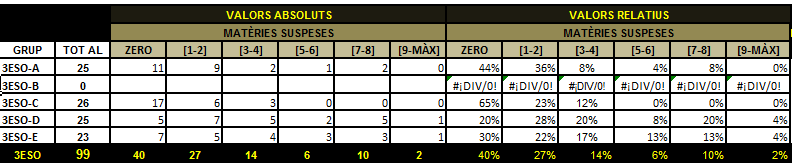 VALORS ABSOLUTS VALORS RELATIUS
MATÈRIES SUSPESES MATÈRIES SUSPESES
GRUP TOT AL ZERO [1-2] [3-4] [5-6] [7-8] [9-MÀX] ZERO [1-2] [3-4] [5-6] [7-8] [9-MÀX]
3ESO-A 25 11 9 2 1 2 0 44% 36% 8% 4% 8% 0%
3ESO-B 0 #¡DIV/0! #¡DIV/0! #¡DIV/0! #¡DIV/0! #¡DIV/0! #¡DIV/0!
3ESO-C 26 17 6 3 0 0 0 65% 23% 12% 0% 0% 0%
3ESO-D 25 5 7 5 2 5 1 20% 28% 20% 8% 20% 4%
3ESO-E 23 7 5 4 3 3 1 30% 22% 17% 13% 13% 4%
3ESO 99 40 27 14 6 10 2 40% 27% 14% 6% 10% 2%